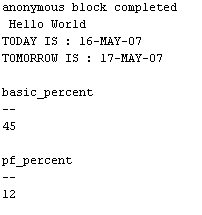 anonymous block completed
Hello World
TODAY IS : 16-MAY-07
TOMORROW IS : 17-MAY-07
basic_percent
--
45
pf_percent
--
12